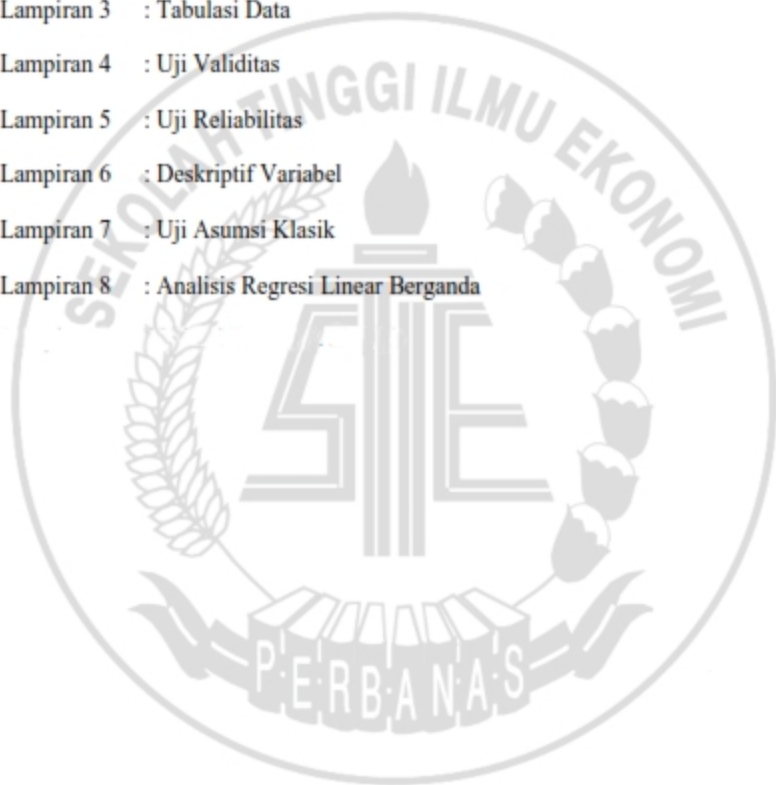 Lampiran 3 : Tabulasi Data
Lampiran 4 : Uji Validitas
Lampiran 5 : Uji Reliabilitas
Lampiran 6 : Deskriptif Variabel
Lampiran 7 : Uji Asumsi Klasik
Lampiran 8 : Analisis Regresi Linear Berganda
SEKOLAH TINGGI ILMU EKONOMI
STIE
P·E·R·B·A·N·A·S